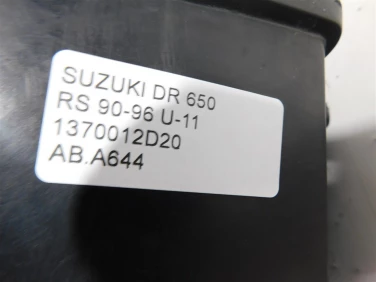 SUZUKI DR 650
RS 90-96 U-11
1370012D20
AB.A644